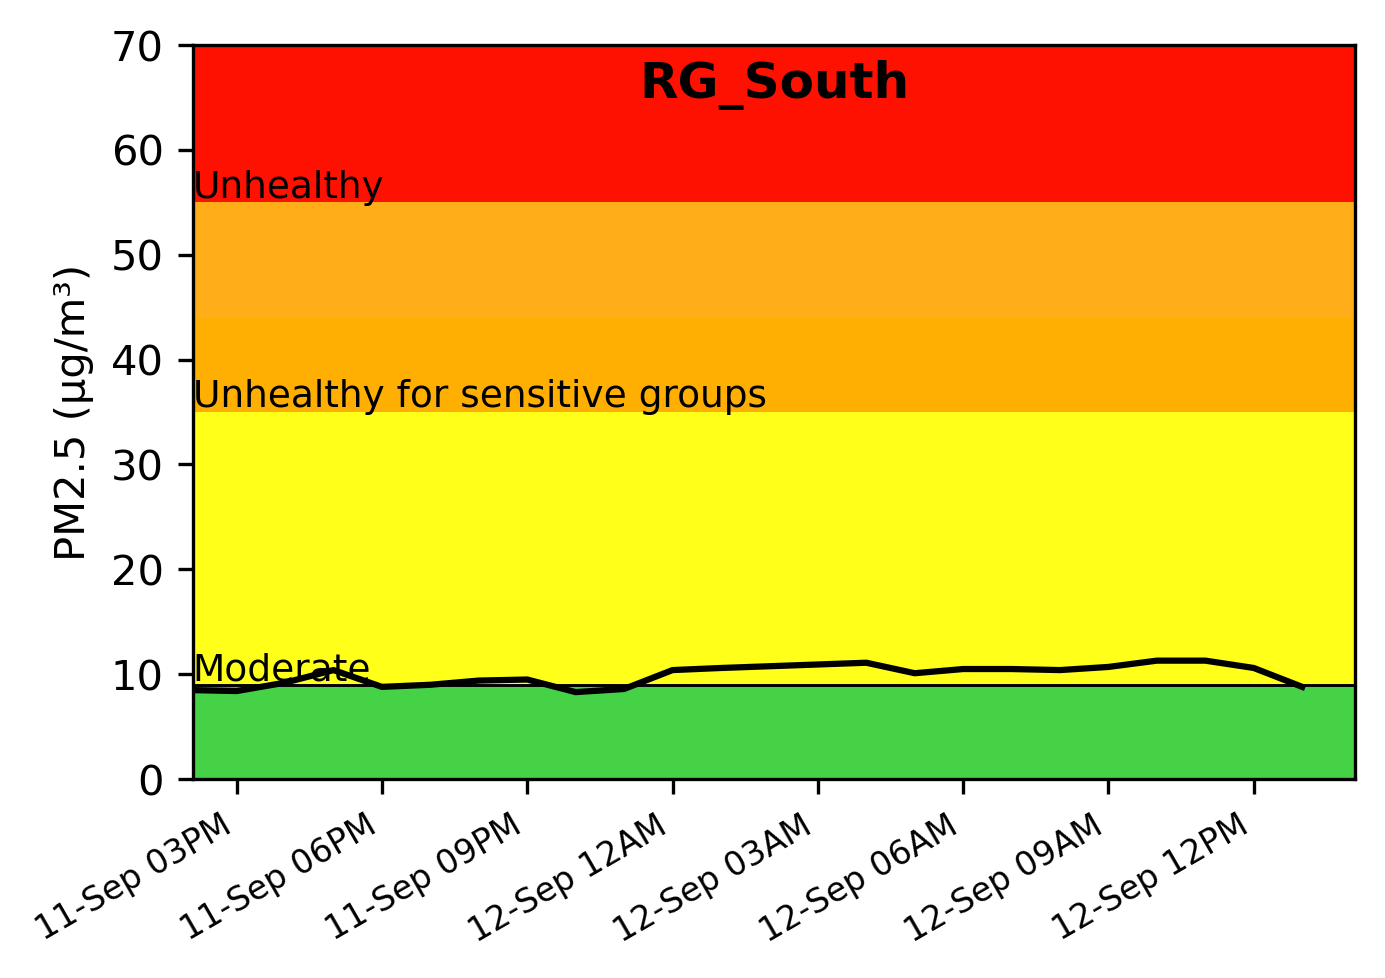 RG_South
70
60
50
40
30
20
10
0
PM2.5 (μg/m³)
Unhealthy
Unhealthy for sensitive groups
Moderate
11-Sep 03PM
11-Sep 06PM
11-Sep 09PM
12-Sep 12AM
12-Sep 03AM
12-Sep 06AM
12-Sep 09AM
12-Sep 12PM